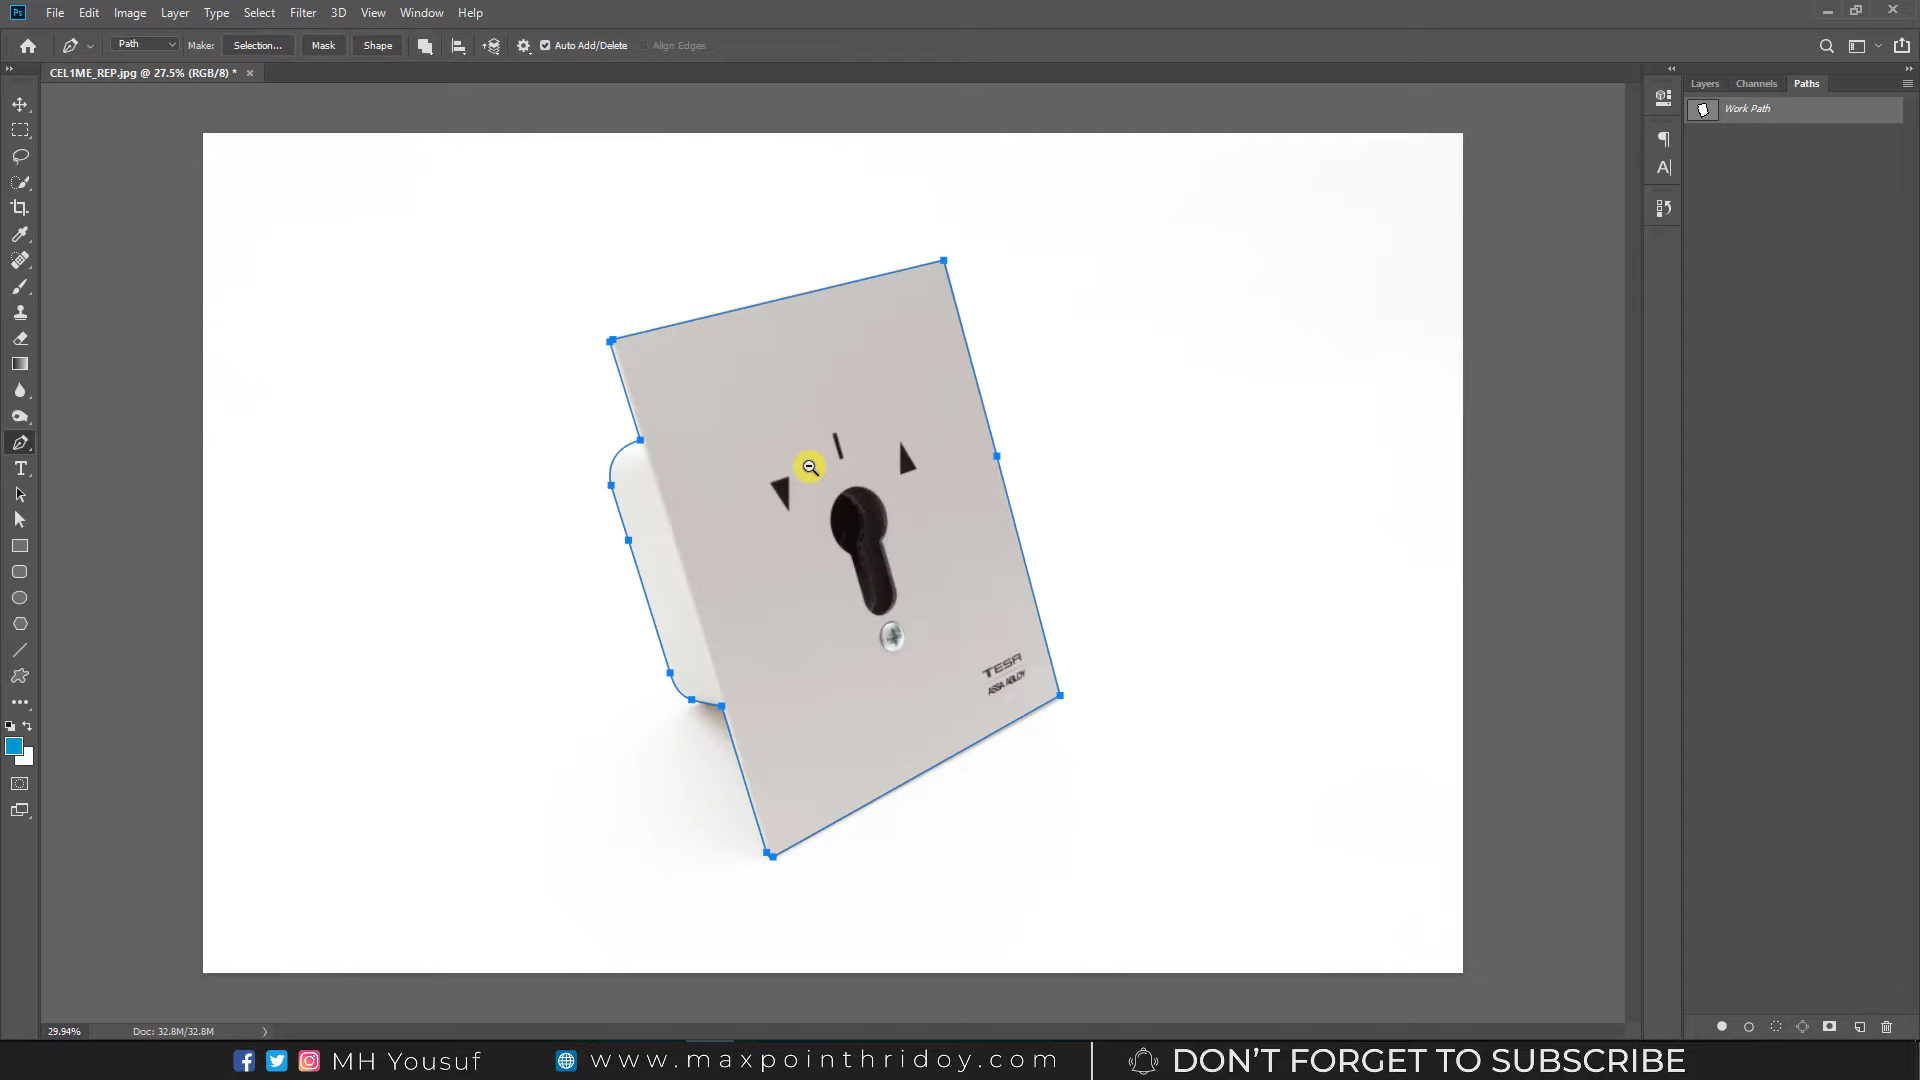 Ps File Edit Image Layer Type Select Filter 3D View Window Help
Path Make: Selection... Mask Shape Auto Add/Delete Align Edges
CEL1ME_REP.jpg @ 27.5% (RGB/8) *
Layers Channels Paths
Work Path
TESA
ASSA ABLOY
29.94% Doc: 32.8M/32.8M
MH Yousuf www.maxpointhridoy.com DON'T FORGET TO SUBSCRIBE